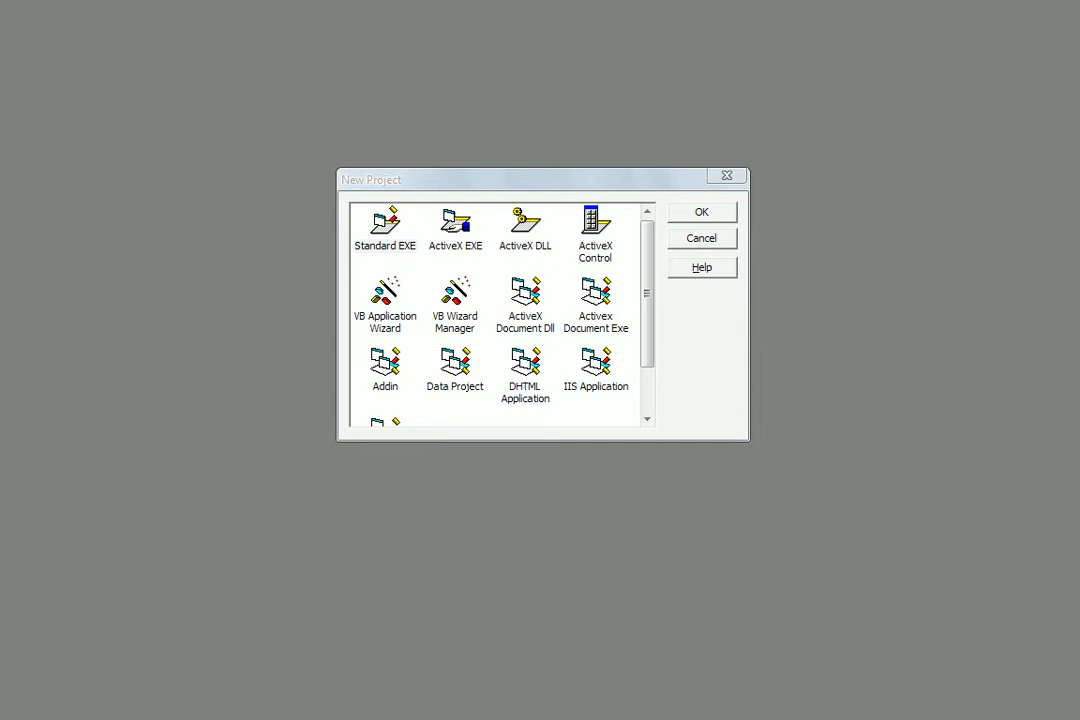 New Project
Standard EXE
ActiveX EXE
ActiveX DLL
ActiveX
Control
OK
Cancel
Help
VB Application
Wizard
VB Wizard
Manager
ActiveX
Document Dll
Activex
Document Exe
Addin
Data Project
DHTML
Application
IIS Application